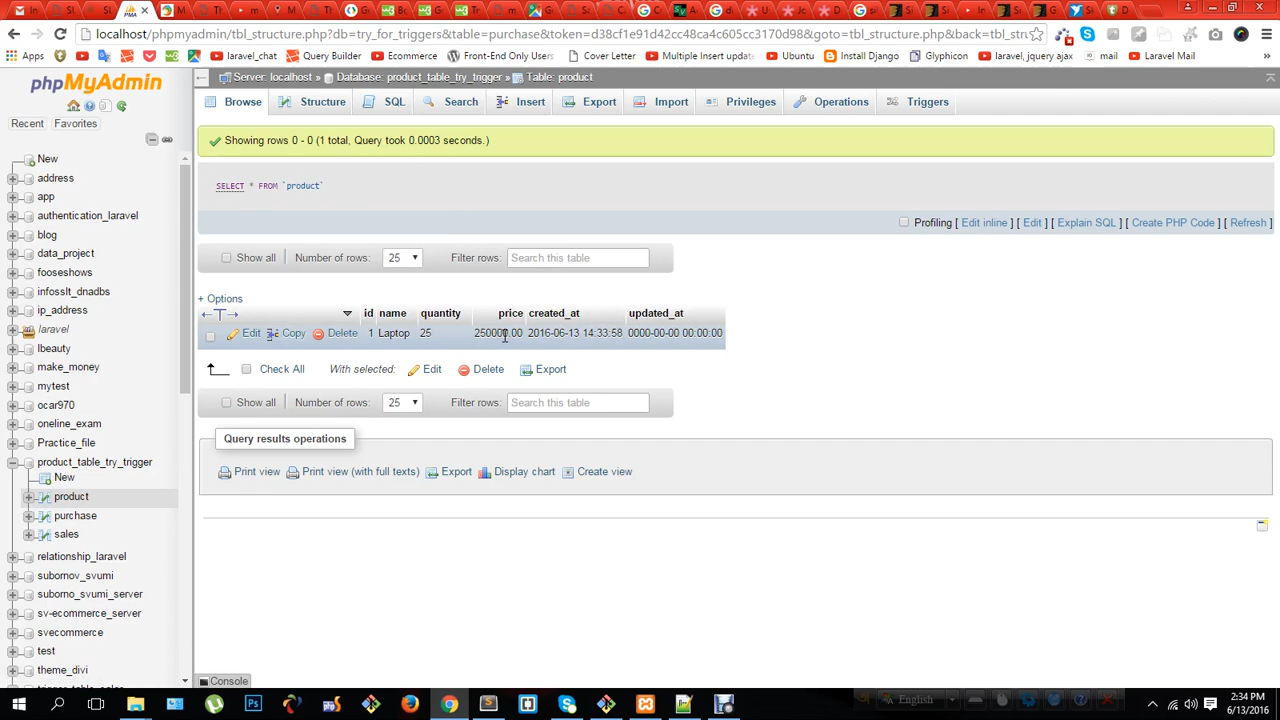 localhost/phpmyadmin/tbl_structure.php?db=try_for_triggers&table=purchase&token=d38cf1e91d42cc48ca4c605cc3170d98&goto=tbl_structure.php&back=tbl_stru
Apps laravel_chat Query Builder Ecommerce Cover Letter Front-End Only User E Multiple Insert update Ubuntu Install Django Glyphicon laravel, jquey ajax mail Laravel Mail
phpMyAdmin
Recent Favorites
New
address
app
authentication_laravel
blog
data_project
fooseshows
infosslt_dnadbs
ip_address
laravel
lbeauty
make_money
mytest
ocar970
oneline_exam
Practice_file
product_table_try_trigger
New
product
purchase
sales
relationship_laravel
subornov_svumi
suborno_svumi_server
sv-ecommerce_server
svecommerce
test
theme_divi
Server: localhost » Database: product_table_try_trigger » Table: product
Browse Structure SQL Search Insert Export Import Privileges Operations Triggers
Showing rows 0 - 0 (1 total, Query took 0.0003 seconds.)
SELECT * FROM `product`
Profiling [ Edit inline ] [ Edit ] [ Explain SQL ] [ Create PHP Code ] [ Refresh ]
Show all Number of rows: 25 Filter rows: Search this table
+ Options
id name quantity price created_at updated_at
Edit Copy Delete 1 Laptop 25 250000.00 2016-06-13 14:33:58 0000-00-00 00:00:00
Check All With selected: Edit Delete Export
Show all Number of rows: 25 Filter rows: Search this table
Query results operations
Print view Print view (with full texts) Export Display chart Create view
Console
English
2:34 PM
6/13/2016